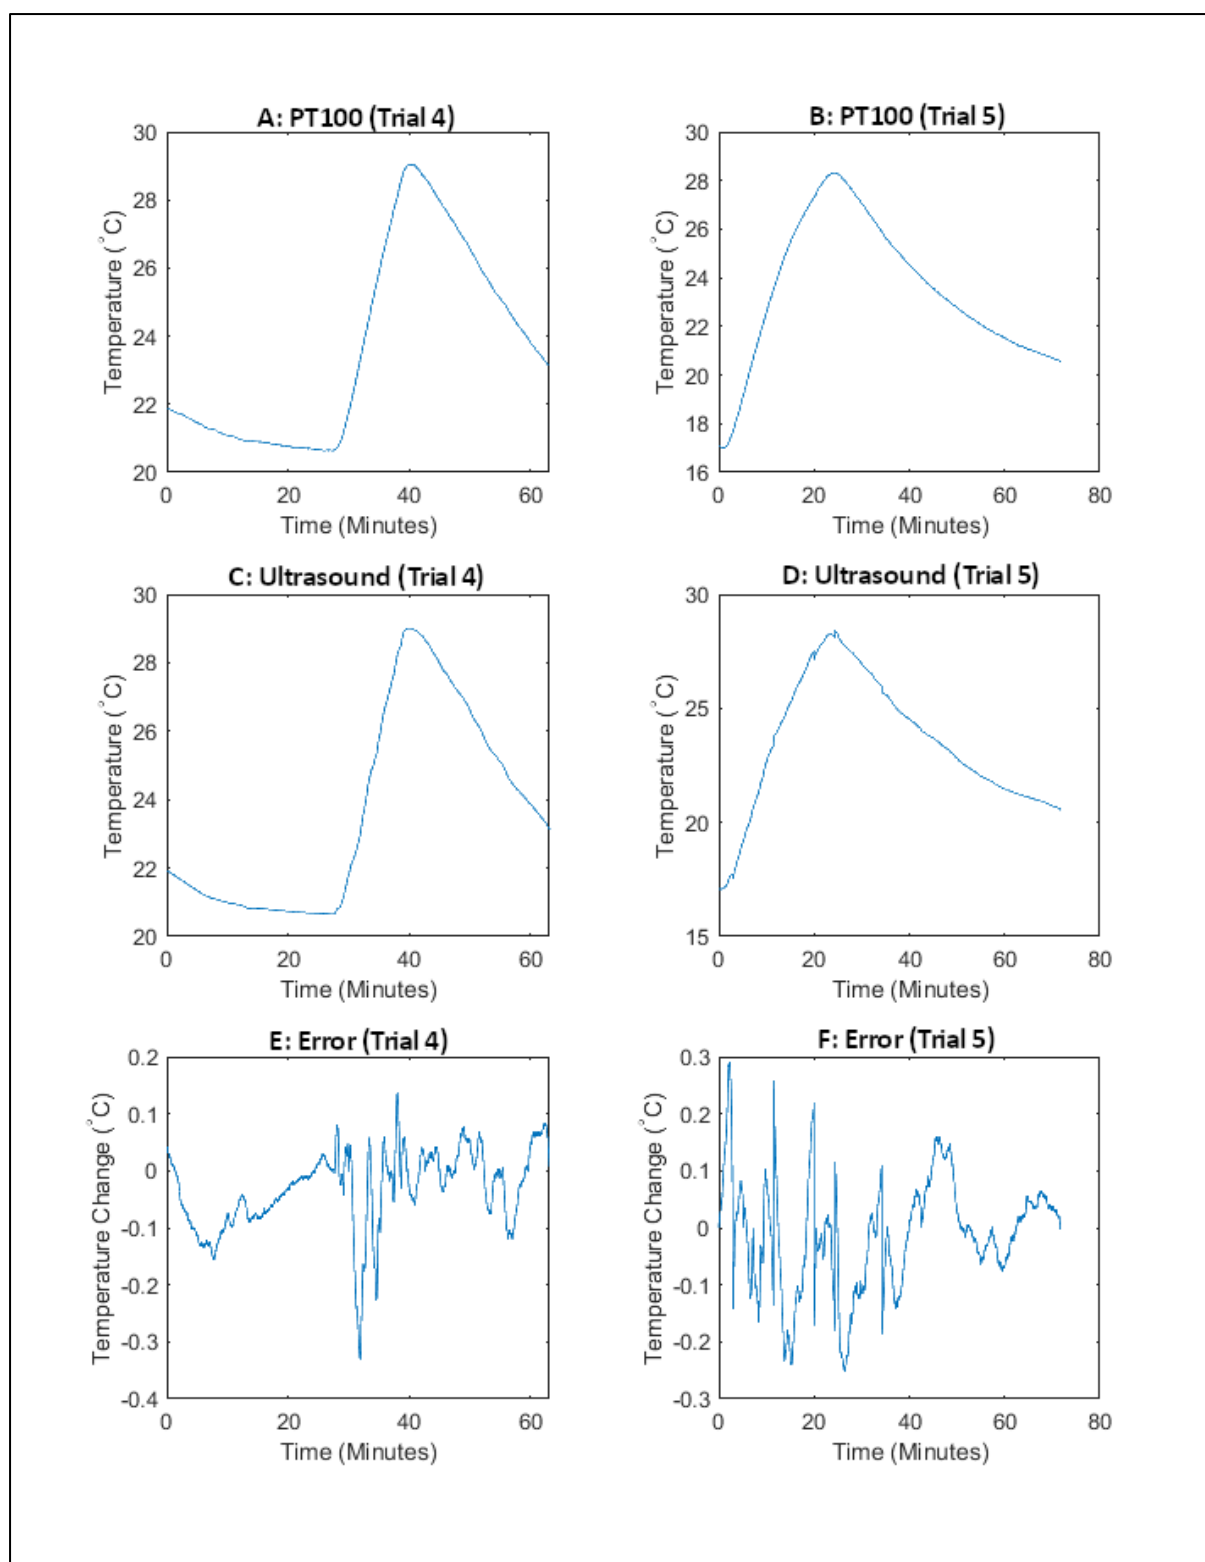 A: PT100 (Trial 4)
30
28
26
24
22
20
Temperature (°C)
0 20 40 60
Time (Minutes)
B: PT100 (Trial 5)
30
28
26
24
22
20
18
16
Temperature (°C)
0 20 40 60 80
Time (Minutes)
C: Ultrasound (Trial 4)
30
28
26
24
22
20
Temperature (°C)
0 20 40 60
Time (Minutes)
D: Ultrasound (Trial 5)
30
25
20
15
Temperature (°C)
0 20 40 60 80
Time (Minutes)
E: Error (Trial 4)
0.2
0.1
0
-0.1
-0.2
-0.3
-0.4
Temperature Change (°C)
0 20 40 60
Time (Minutes)
F: Error (Trial 5)
0.3
0.2
0.1
0
-0.1
-0.2
-0.3
Temperature Change (°C)
0 20 40 60 80
Time (Minutes)